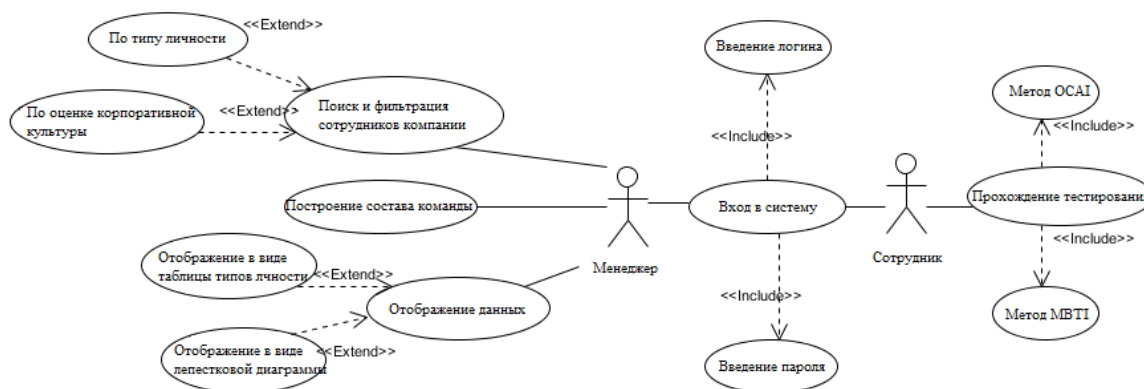 <<Extend>>
По типу личности
Введение логина
Метод OCAI
По оценке корпоративной
культуры
<<Extend>>
Поиск и фильтрация
сотрудников компании
<<Include>>
<<Include>>
Построение состава команды
Вход в систему
Прохождение тестирования
Менеджер
Сотрудник
<<Include>>
Отображение в виде
таблицы типов лчности
<<Extend>>
Отображение данных
<<Include>>
Метод MBTI
Отображение в виде
лепестковой диаграммы
<<Extend>>
Введение пароля